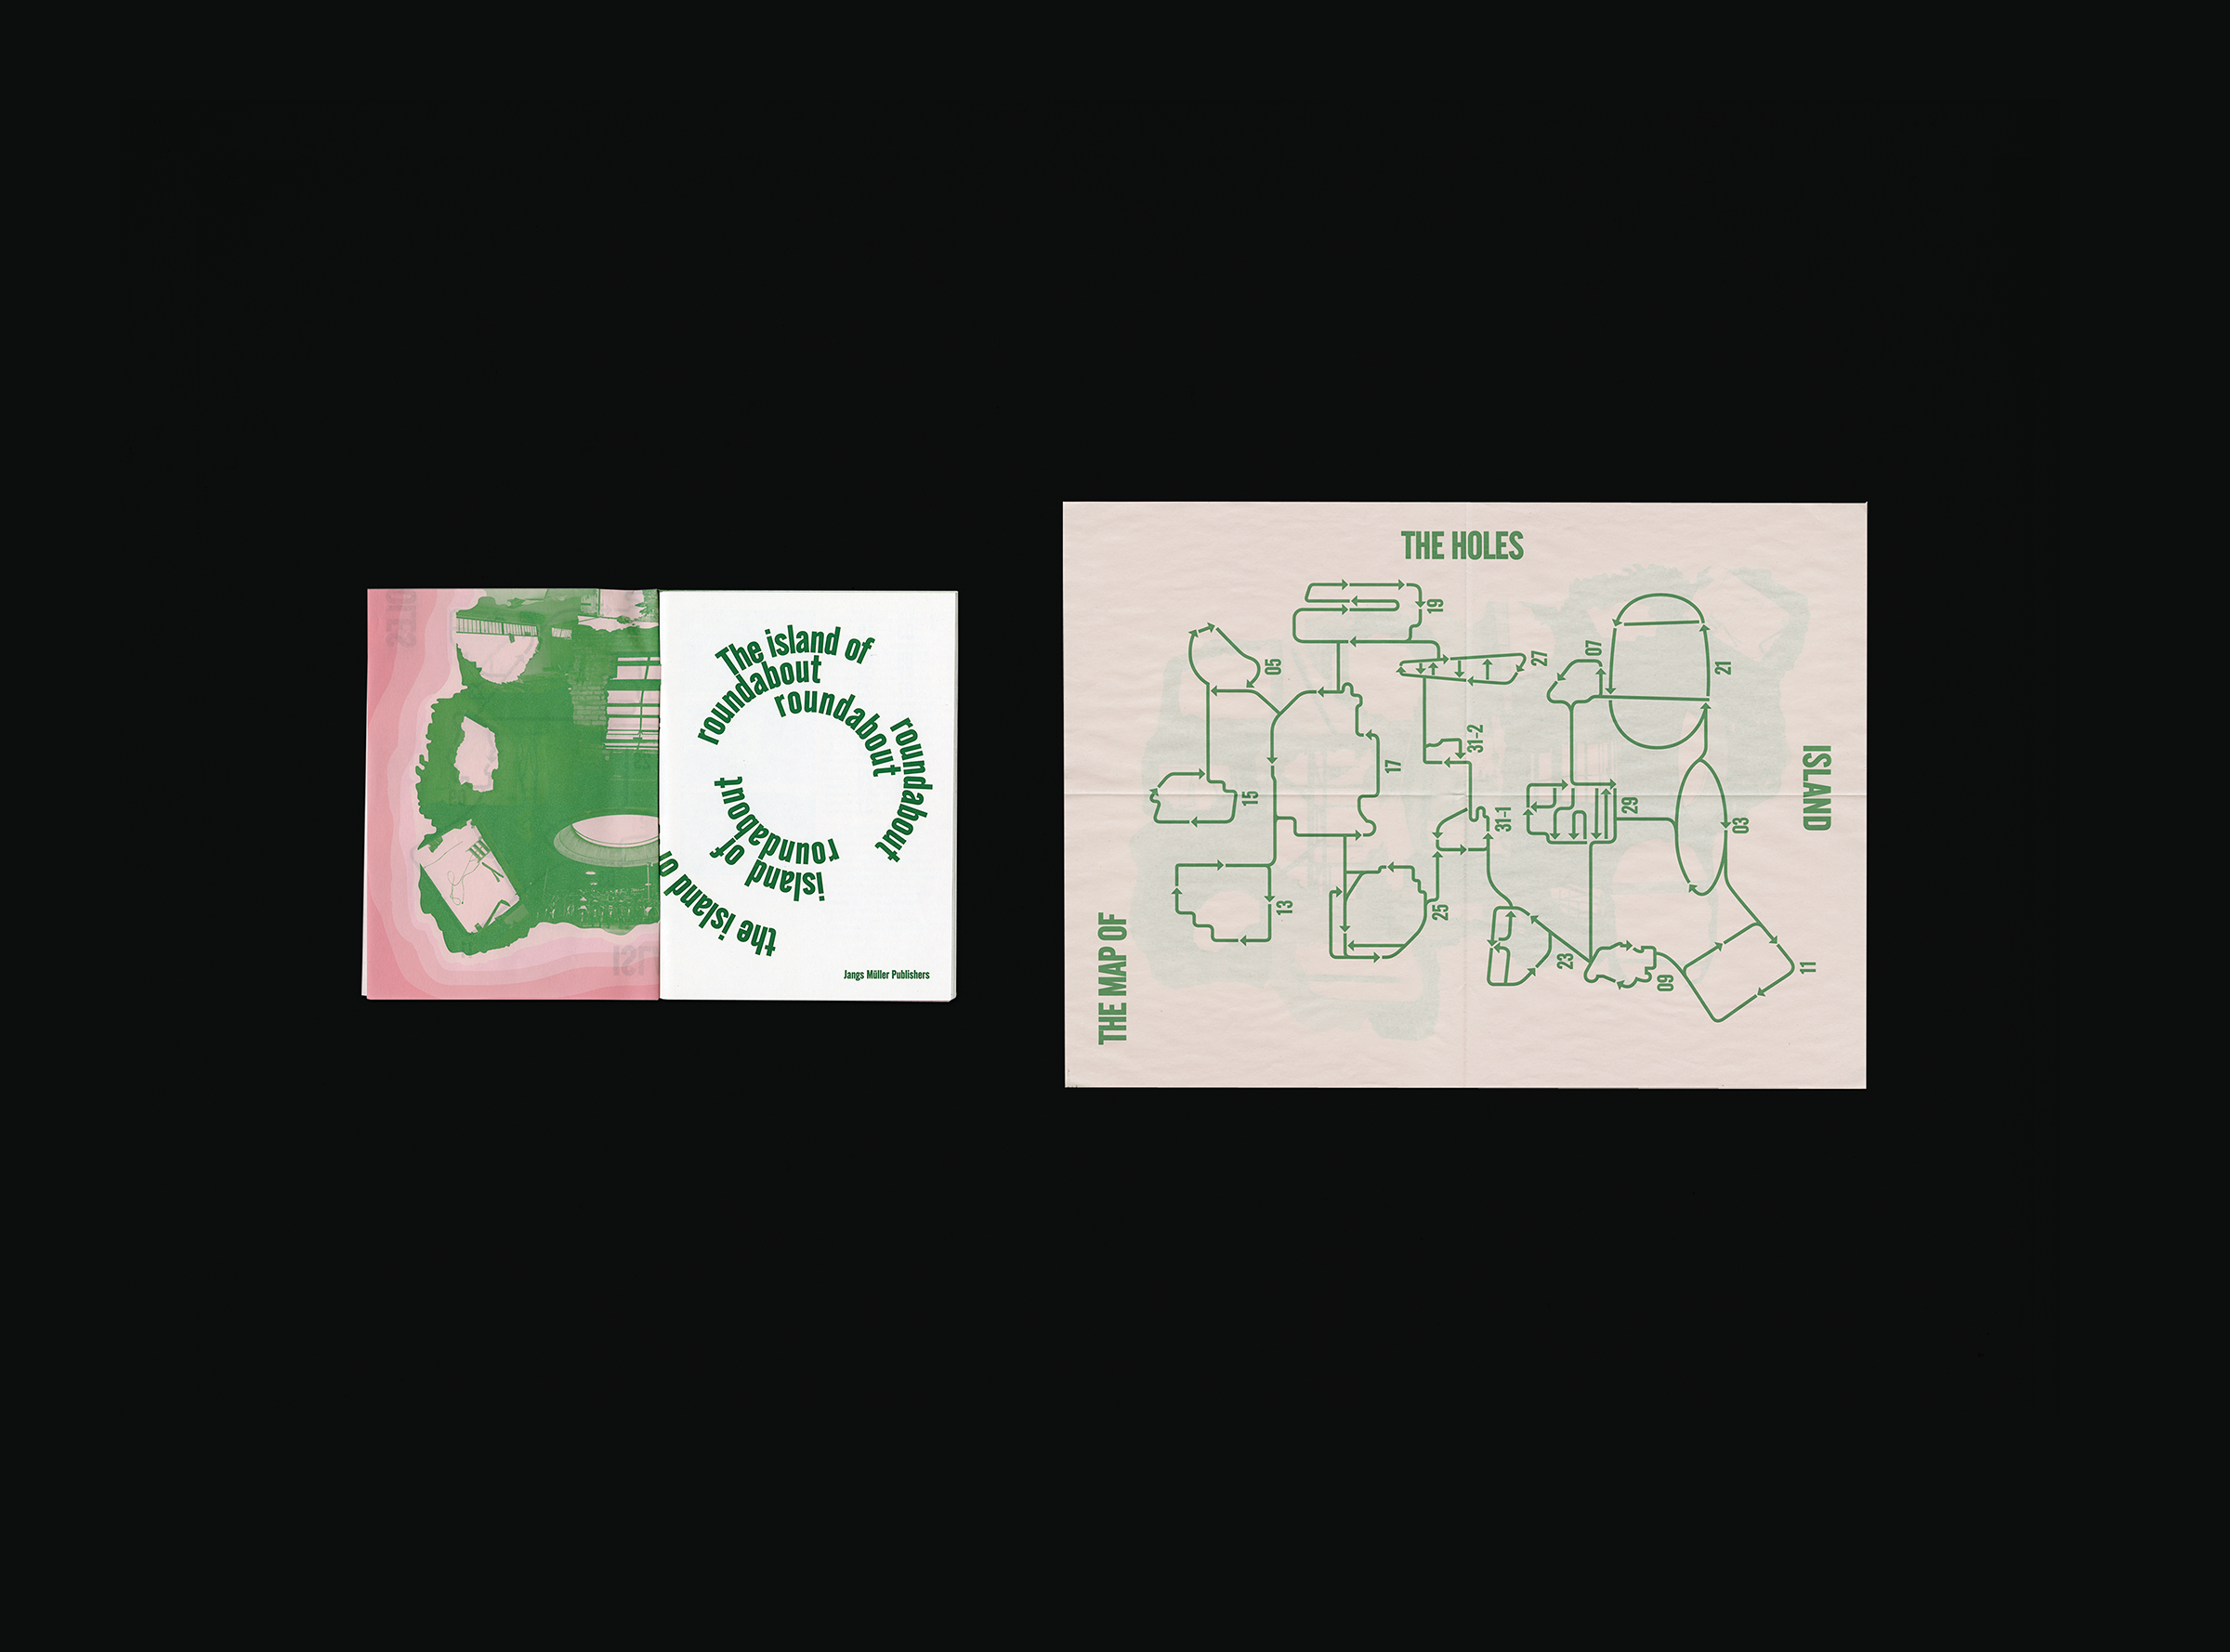 The island of
roundabout
roundabout
roundabout
the island of
island of
roundabout
Jangs Müller Publishers
THE MAP OF
THE HOLES
ISLAND
19
05
27
07
21
31-2
17
15
31-1
29
03
13
25
23
09
11